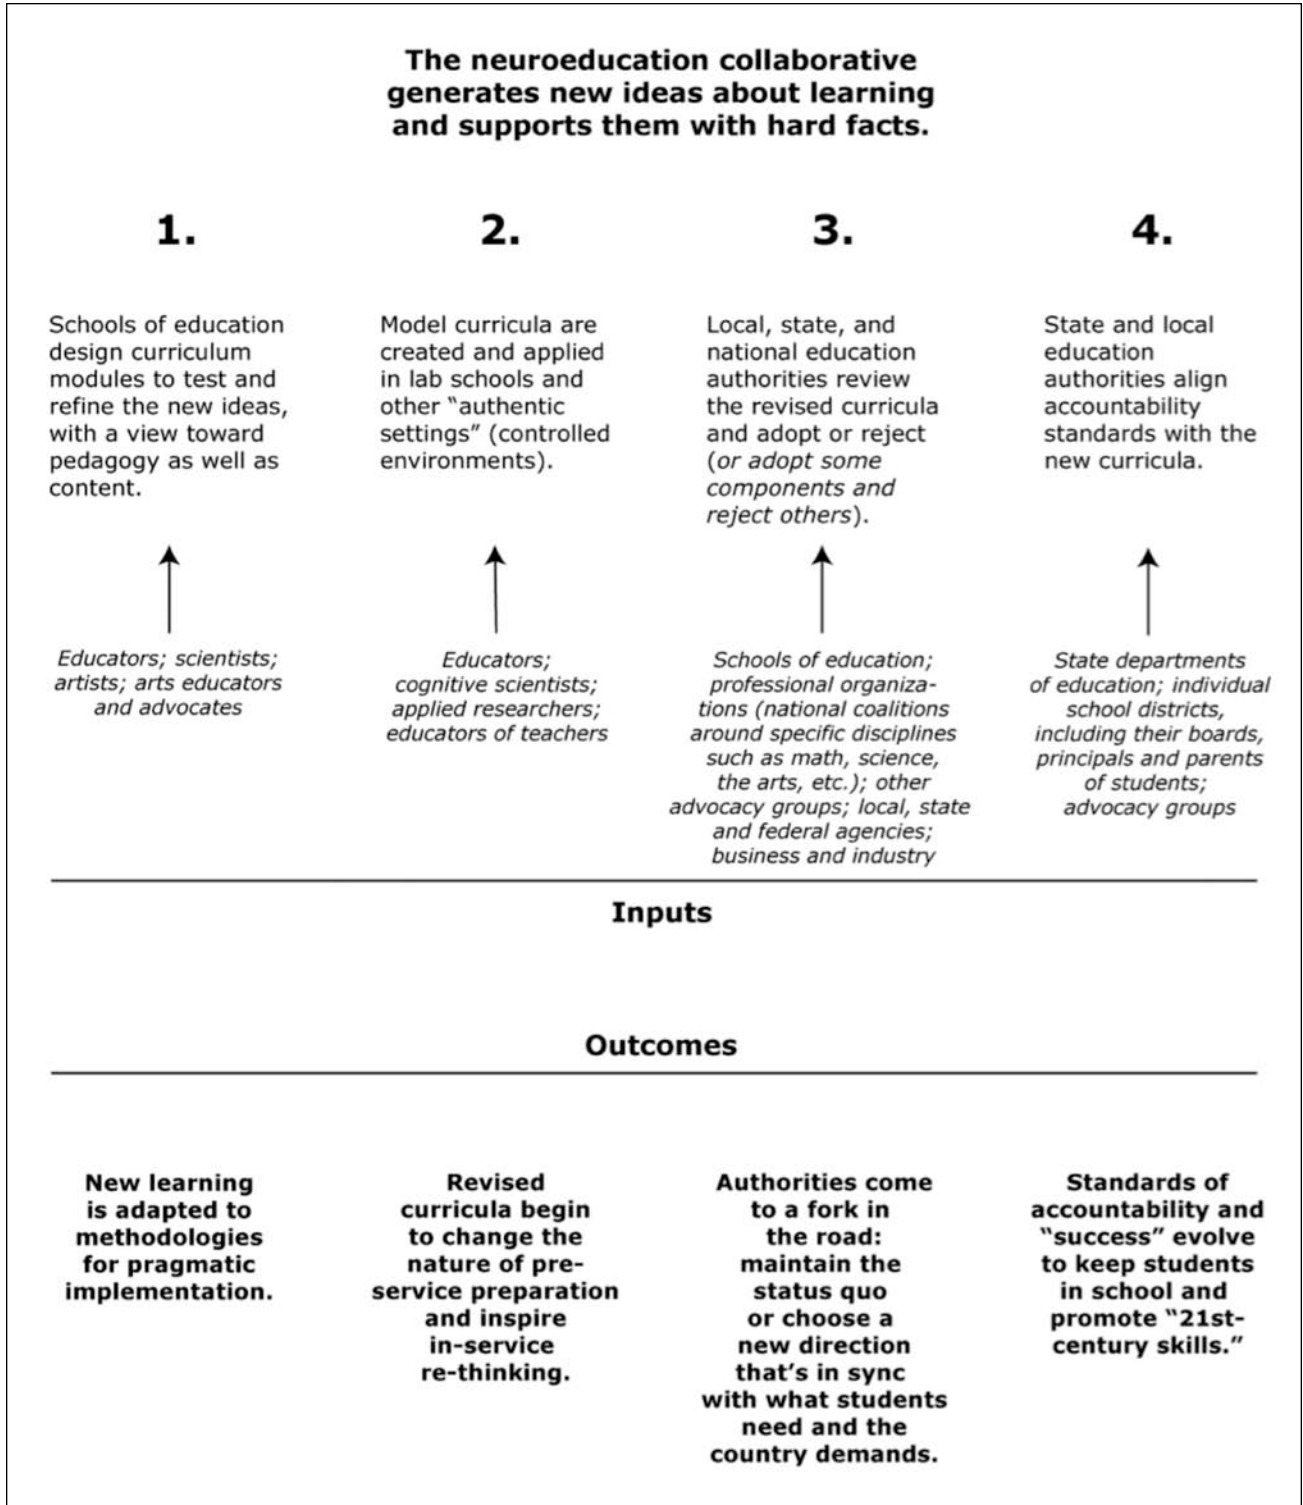 The neuroeducation collaborative
generates new ideas about learning
and supports them with hard facts.
1.
Schools of education
design curriculum
modules to test and
refine the new ideas,
with a view toward
pedagogy as well as
content.
Educators; scientists;
artists; arts educators
and advocates
2.
Model curricula are
created and applied
in lab schools and
other “authentic
settings” (controlled
environments).
Educators;
cognitive scientists;
applied researchers;
educators of teachers
3.
Local, state, and
national education
authorities review
the revised curricula
and adopt or reject
(or adopt some
components and
reject others).
Schools of education;
professional organiza-
tions (national coalitions
around specific disciplines
such as math, science,
the arts, etc.); other
advocacy groups; local, state
and federal agencies;
business and industry
4.
State and local
education
authorities align
accountability
standards with the
new curricula.
State departments
of education; individual
school districts,
including their boards,
principals and parents
of students;
advocacy groups
Inputs
Outcomes
New learning
is adapted to
methodologies
for pragmatic
implementation.
Revised
curricula begin
to change the
nature of pre-
service preparation
and inspire
in-service
re-thinking.
Authorities come
to a fork in
the road:
maintain the
status quo
or choose a
new direction
that's in sync
with what students
need and the
country demands.
Standards of
accountability and
“success” evolve
to keep students
in school and
promote “21st-
century skills.”